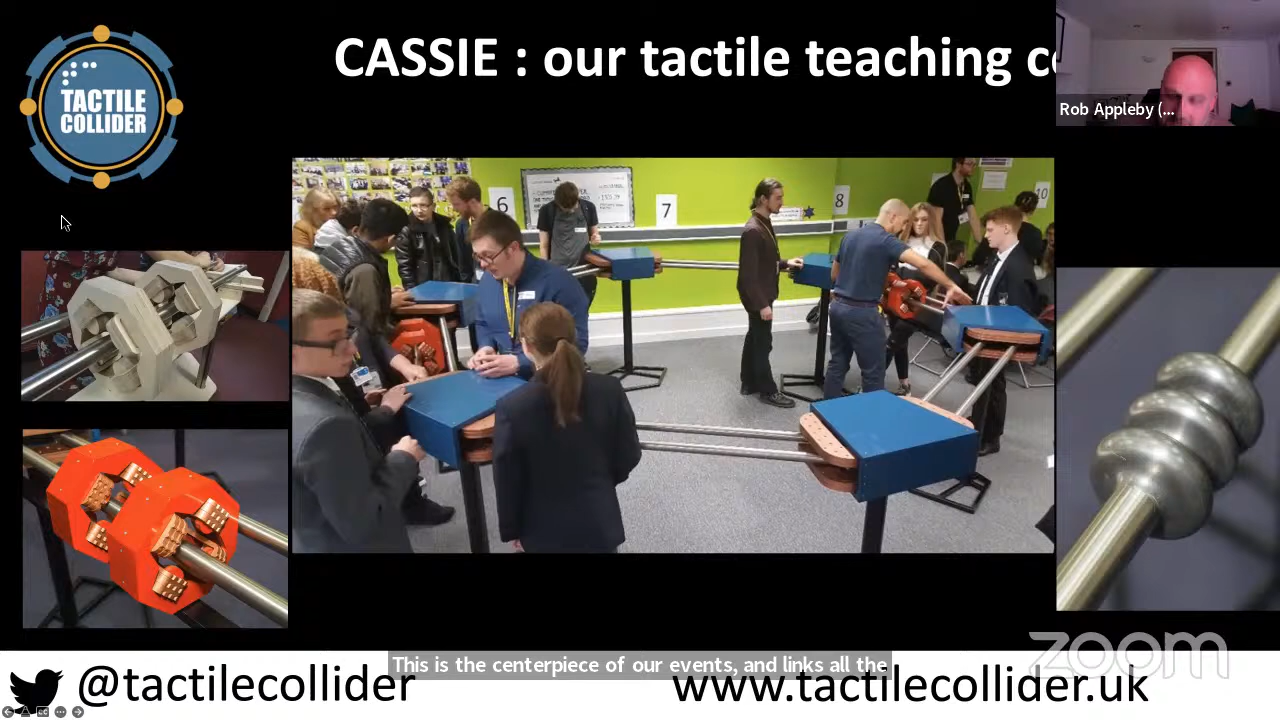 CASSIE : our tactile teaching c
TACTILE
COLLIDER
Rob Appleby (...
6
7
8
10
This is the centerpiece of our events, and links all the
zoom
@tactilecollider
www.tactilecollider.uk